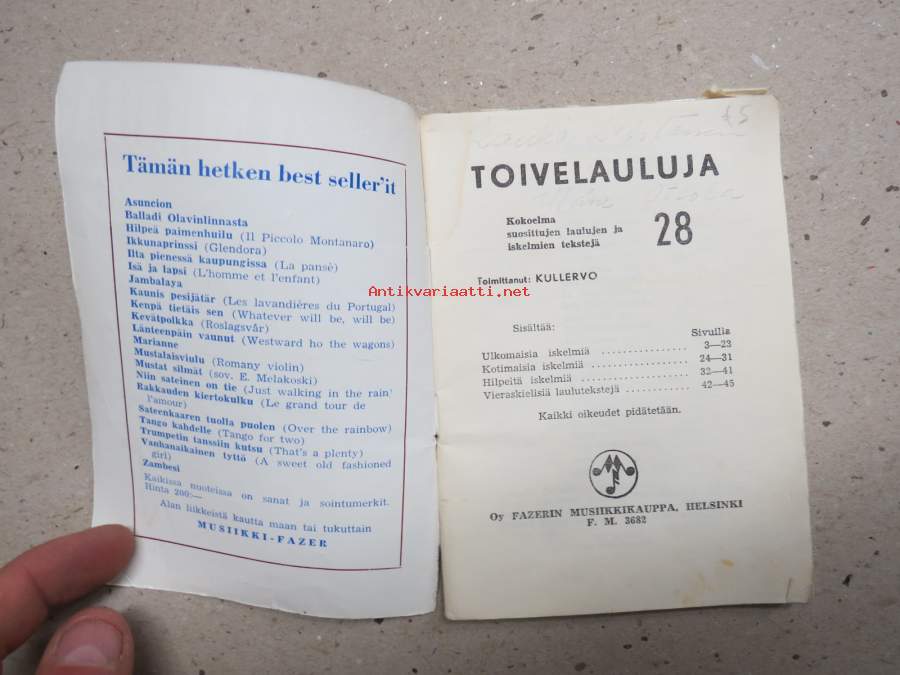 Tämän hetken best seller'it
Asuncion
Balladi Olavinlinnasta
Hilpeä paimenhuilu (Il Piccolo Montanaro)
Ikkunaprinssi (Glendora)
Ilta pienessä kaupungissa (La pansè)
Isä ja lapsi (L'homme et l'enfant)
Jambalaya
Kaunis pesijätär (Les lavandières du Portugal)
Kenpä tietäis sen (Whatever will be, will be)
Kevätpolkka (Roslagsvår)
Länteenpäin vaunut (Westward ho the wagons)
Marianne
Mustalaisviulu (Romany violin)
Mustat silmät (sov. E. Melakoski)
Niin sateinen on tie (Just walking in the rain'
Rakkauden kiertokulku (Le grand tour de
l'amour)
Sateenkaaren tuolla puolen (Over the rainbow)
Tango kahdelle (Tango for two)
Trumpetin tanssiin kutsu (That's a plenty)
Vanhanaikainen tyttö (A sweet old fashioned
girl)
Zambesi
Kaikissa nuoteissa on sanat ja sointumerkit.
Hinta 200:—
Alan liikkeistä kautta maan tai tukuttain
MUSIIKKI-FAZER
£5
TOIVELAULUJA
Kokoelma
suosittujen laulujen ja
iskelmien tekstejä
28
Toimittanut: KULLERVO
Antikvariaatti.net
Sisältää: Sivuilla
Ulkomaisia iskelmiä ................ 3—23
Kotimaisia iskelmiä ................ 24—31
Hilpeitä iskelmiä ................ 32—41
Vieraskielisiä laulutekstejä ............ 42—45
Kaikki oikeudet pidätetään.
Oy FAZERIN MUSIIKKIKAUPPA, HELSINKI
F. M. 3682